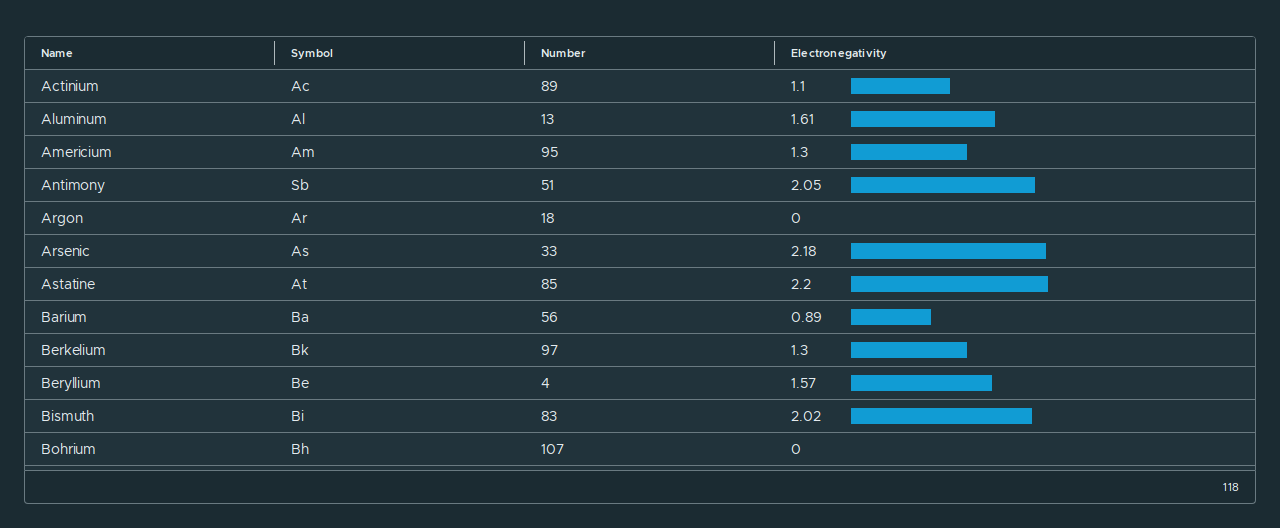 Name Symbol Number Electronegativity
Actinium Ac 89 1.1
Aluminum Al 13 1.61
Americium Am 95 1.3
Antimony Sb 51 2.05
Argon Ar 18 0
Arsenic As 33 2.18
Astatine At 85 2.2
Barium Ba 56 0.89
Berkelium Bk 97 1.3
Beryllium Be 4 1.57
Bismuth Bi 83 2.02
Bohrium Bh 107 0
118